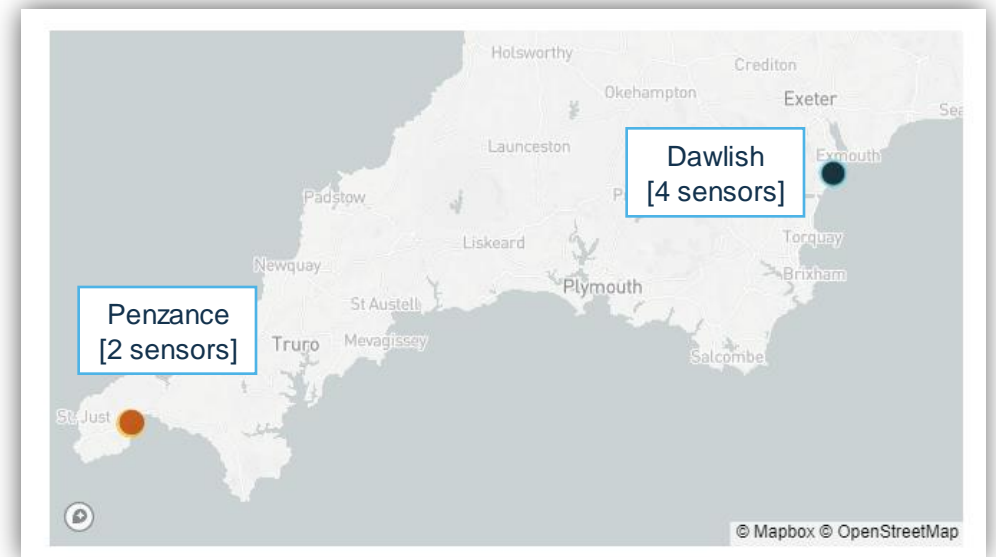 Holsworthy
Crediton
Okehampton
Exeter
Sea
Launceston
Dawlish
[4 sensors]
Exmouth
Padstow
P
Torquay
Liskeard
Newquay
Brixham
Plymouth
Penzance
[2 sensors]
St Austell
Truro
Mevagissey
Salcombe
St. Just
© Mapbox © OpenStreetMap